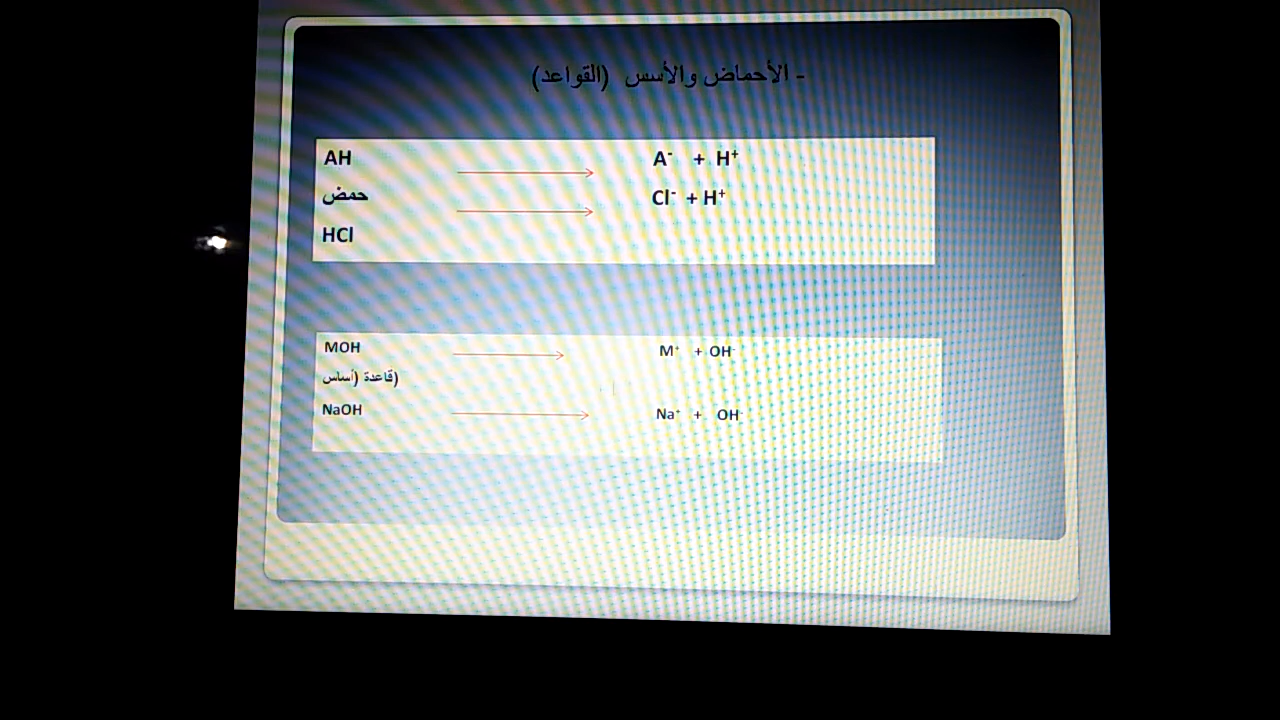 - الأحماض والأسس (القواعد)
AH A⁻ + H⁺
حمض Cl⁻ + H⁺
HCl
MOH M⁺ + OH⁻
قاعدة (أساس)
NaOH Na⁺ + OH⁻